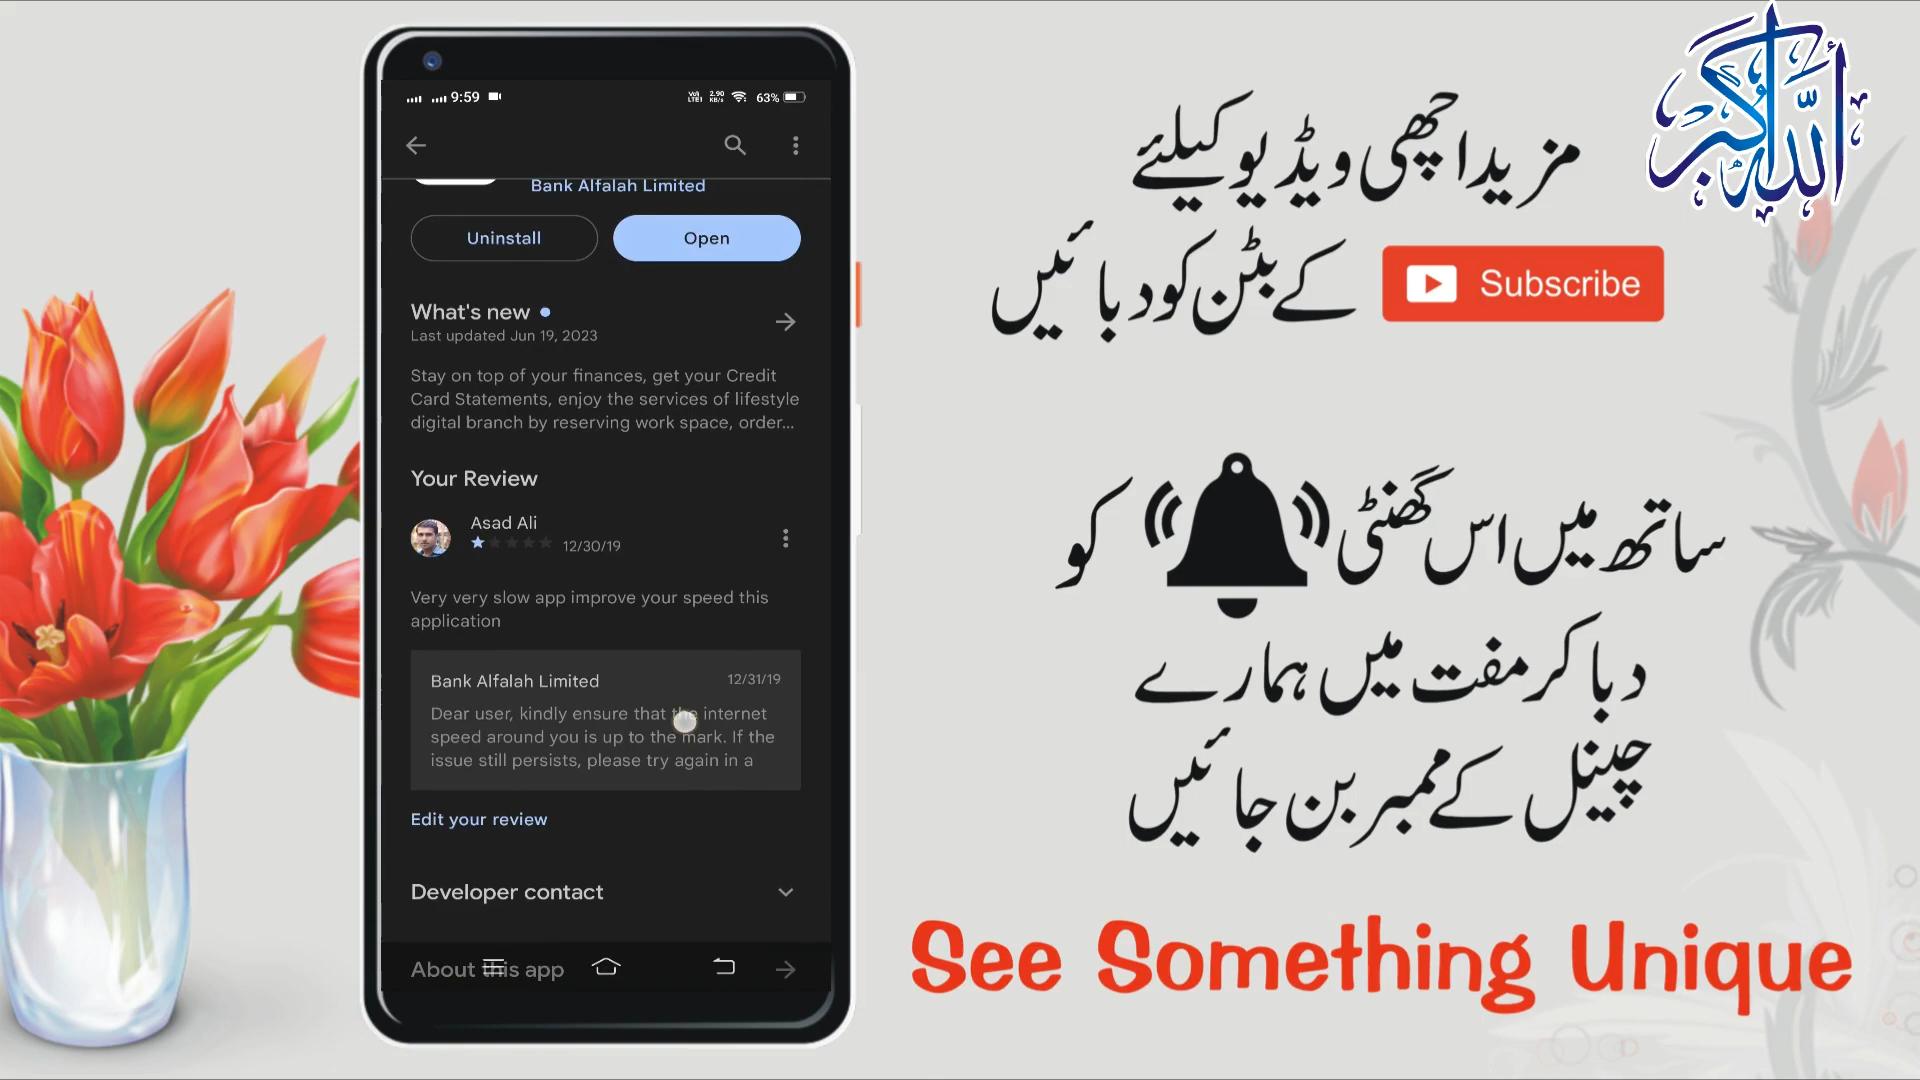 9:59
VoLTE1 2.90 KB/s 63%
Bank Alfalah Limited
Uninstall
Open
What's new
Last updated Jun 19, 2023
Stay on top of your finances, get your Credit
Card Statements, enjoy the services of lifestyle
digital branch by reserving work space, order...
Your Review
Asad Ali
12/30/19
Very very slow app improve your speed this
application
Bank Alfalah Limited 12/31/19
Dear user, kindly ensure that the internet
speed around you is up to the mark. If the
issue still persists, please try again in a
Edit your review
Developer contact
About this app
الله أكبر
مزید اچھی ویڈیو کیلئے
Subscribe کے بٹن کو دبائیں
ساتھ میں اس گھنٹی کو
دبا کر مفت میں ہمارے
چینل کے ممبر بن جائیں
See Something Unique